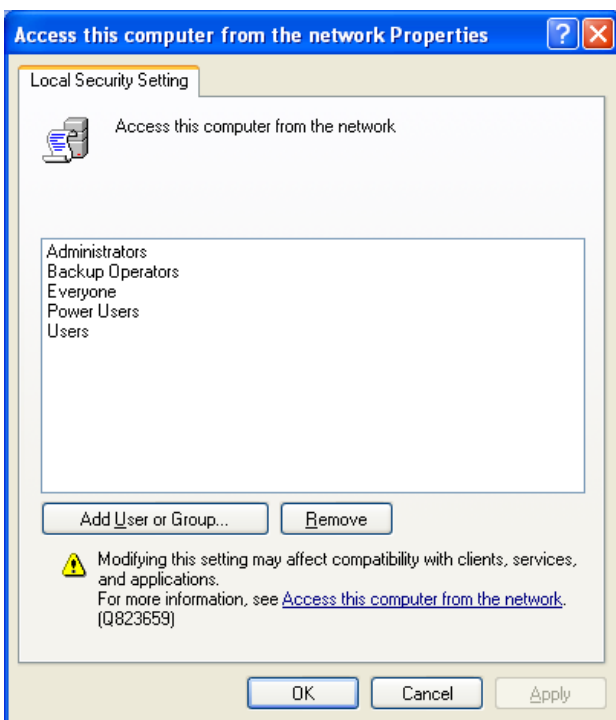 Access this computer from the network Properties
Local Security Setting
Access this computer from the network
Administrators
Backup Operators
Everyone
Power Users
Users
Add User or Group...
Remove
Modifying this setting may affect compatibility with clients, services,
and applications.
For more information, see Access this computer from the network.
(Q823659)
OK
Cancel
Apply